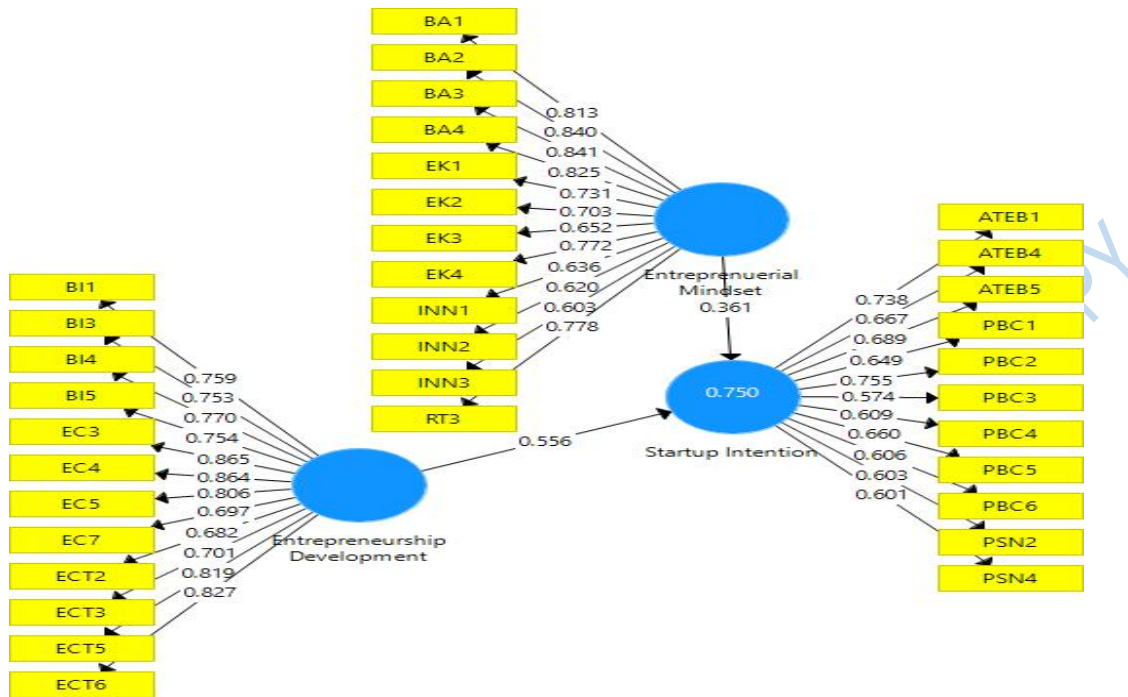 BA1
BA2
BA3
BA4
EK1
EK2
EK3
EK4
INN1
INN2
INN3
RT3
0.813
0.840
0.841
0.825
0.731
0.703
0.652
0.772
0.636
0.620
0.603
0.778
Entreprenuerial
Mindset
0.361
BI1
BI3
BI4
BI5
EC3
EC4
EC5
EC7
ECT2
ECT3
ECT5
ECT6
0.759
0.753
0.770
0.754
0.865
0.864
0.806
0.697
0.682
0.701
0.819
0.827
Entrepreneurship
Development
0.556
0.750
Startup Intention
0.738
0.667
0.689
0.649
0.755
0.574
0.609
0.660
0.606
0.603
0.601
ATEB1
ATEB4
ATEB5
PBC1
PBC2
PBC3
PBC4
PBC5
PBC6
PSN2
PSN4